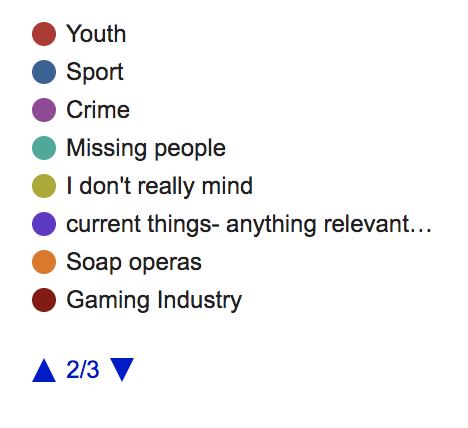 Youth
Sport
Crime
Missing people
I don't really mind
current things- anything relevant…
Soap operas
Gaming Industry
2/3